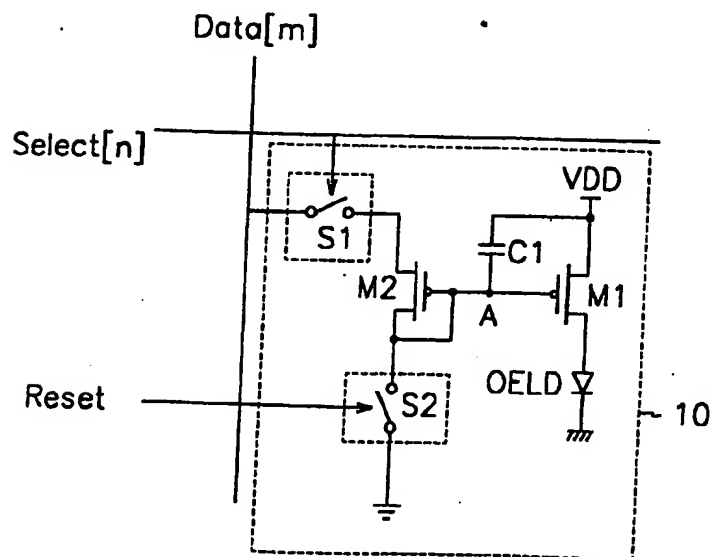 Data[m]
Select[n]
VDD
S1
C1
M2
M1
A
OELD
Reset
S2
10